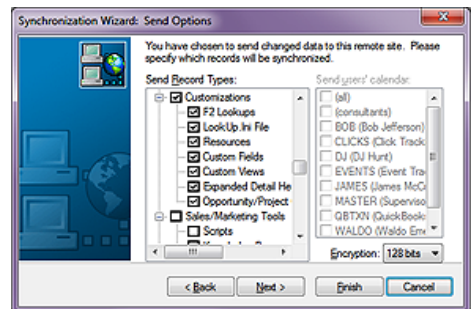 Synchronization Wizard: Send Options
You have chosen to send changed data to this remote site. Please
specify which records will be synchronized.
Send Record Types:
Customizations
F2 Lookups
LookUp.Ini File
Resources
Custom Fields
Custom Views
Expanded Detail He
Opportunity/Project
Sales/Marketing Tools
Scripts
Send users' calendar:
(all)
(consultants)
BOB (Bob Jefferson)
CLICKS (Click Track
DJ (DJ Hunt)
EVENTS (Event Tra
JAMES (James McC
MASTER (Superviso
QBTXN (QuickBook
WALDO (Waldo Eme
Encryption: 128 bits
< Back
Next >
Finish
Cancel